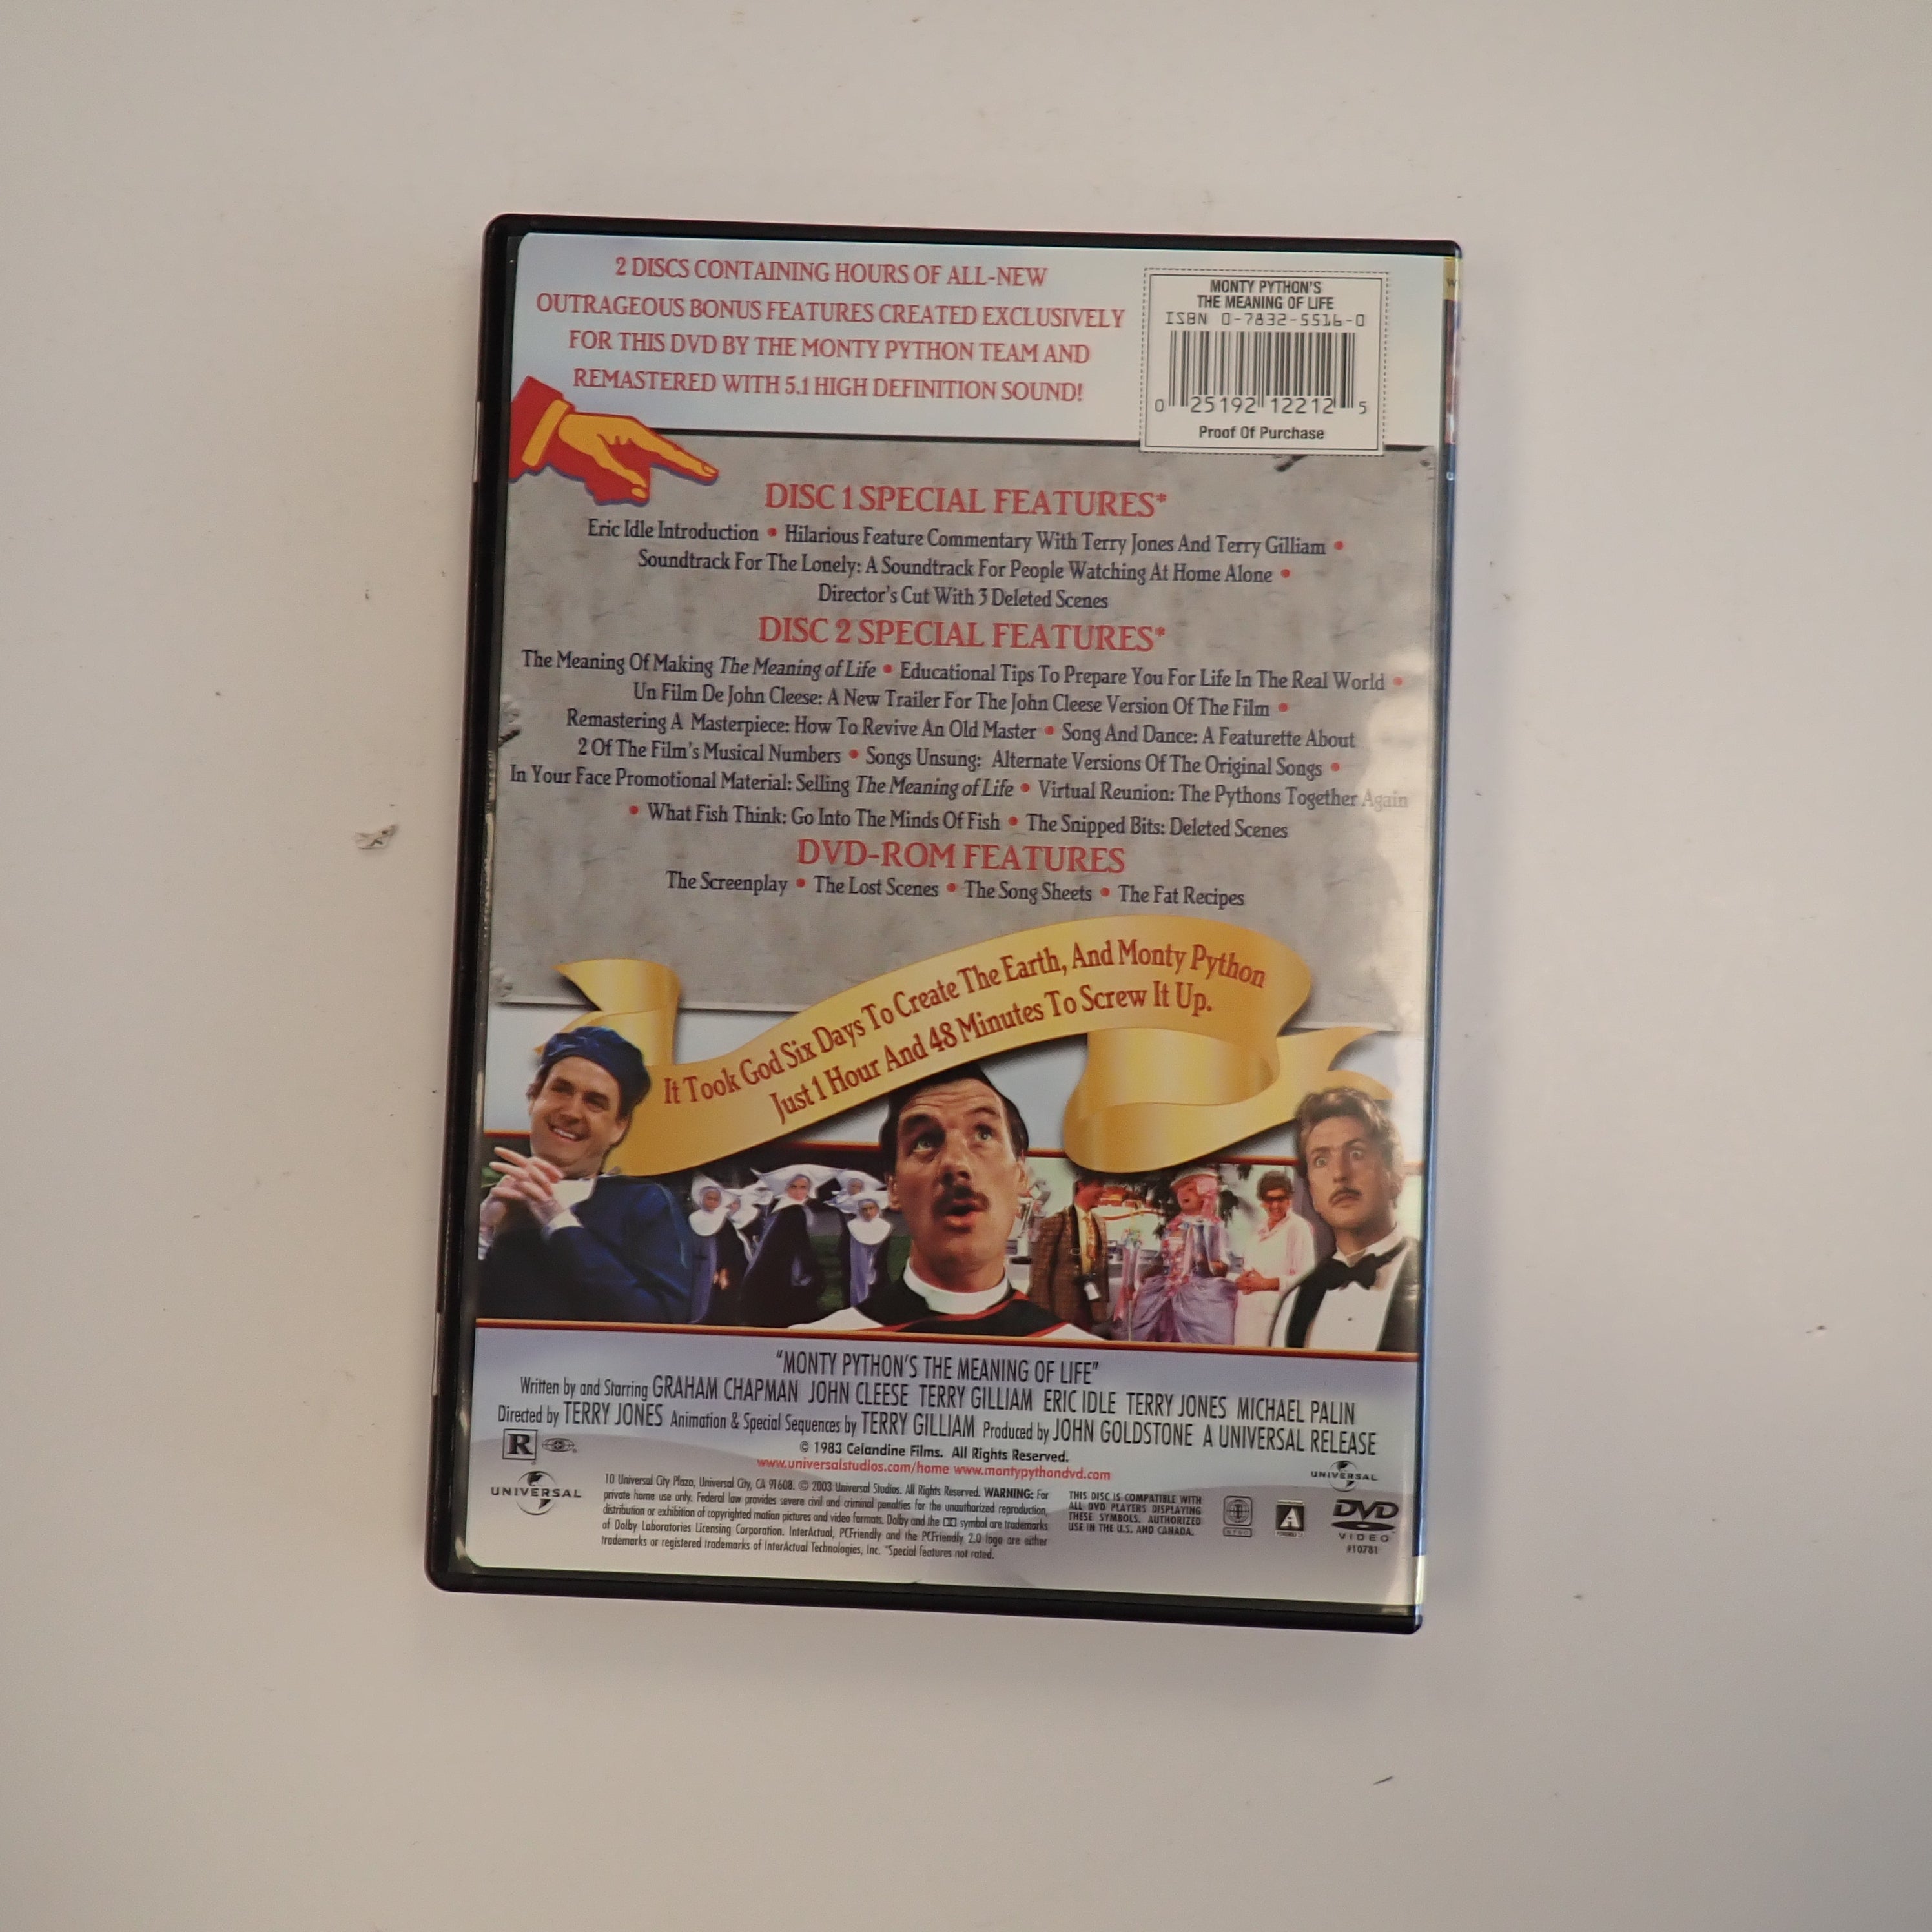 2 DISCS CONTAINING HOURS OF ALL-NEW
OUTRAGEOUS BONUS FEATURES CREATED EXCLUSIVELY
FOR THIS DVD BY THE MONTY PYTHON TEAM AND
REMASTERED WITH 5.1 HIGH DEFINITION SOUND!
MONTY PYTHON'S
THE MEANING OF LIFE
ISBN 0-7832-5516-0
0 25192 12212 5
Proof Of Purchase
DISC 1 SPECIAL FEATURES*
Eric Idle Introduction • Hilarious Feature Commentary With Terry Jones And Terry Gilliam •
Soundtrack For The Lonely: A Soundtrack For People Watching At Home Alone •
Director's Cut With 3 Deleted Scenes
DISC 2 SPECIAL FEATURES*
The Meaning Of Making The Meaning of Life • Educational Tips To Prepare You For Life In The Real World •
Un Film De John Cleese: A New Trailer For The John Cleese Version Of The Film •
Remastering A Masterpiece: How To Revive An Old Master • Song And Dance: A Featurette About
2 Of The Film's Musical Numbers • Songs Unsung: Alternate Versions Of The Original Songs •
In Your Face Promotional Material: Selling The Meaning of Life • Virtual Reunion: The Pythons Together Again
• What Fish Think: Go Into The Minds Of Fish • The Snipped Bits: Deleted Scenes
DVD-ROM FEATURES
The Screenplay • The Lost Scenes • The Song Sheets • The Fat Recipes
It Took God Six Days To Create The Earth, And Monty Python
Just 1 Hour And 48 Minutes To Screw It Up.
"MONTY PYTHON'S THE MEANING OF LIFE"
Written by and Starring GRAHAM CHAPMAN JOHN CLEESE TERRY GILLIAM ERIC IDLE TERRY JONES MICHAEL PALIN
Directed by TERRY JONES Animation & Special Sequences by TERRY GILLIAM Produced by JOHN GOLDSTONE A UNIVERSAL RELEASE
R
© 1983 Celandine Films. All Rights Reserved.
www.universalstudios.com/home www.montypythondvd.com
UNIVERSAL
10 Universal City Plaza, Universal City, CA 91608. © 2003 Universal Studios. All Rights Reserved. WARNING: For
private home use only. Federal law provides severe civil and criminal penalties for the unauthorized reproduction,
distribution or exhibition of copyrighted motion pictures and video formats. Dolby and the symbol are trademarks
of Dolby Laboratories Licensing Corporation. InterActual, PCFriendly and the PCFriendly 2.0 logo are either
trademarks or registered trademarks of InterActual Technologies, Inc. *Special features not rated.
THIS DISC IS COMPATIBLE WITH
ALL DVD PLAYERS DISPLAYING
THESE SYMBOLS. AUTHORIZED
USE IN THE U.S. AND CANADA.
UNIVERSAL
A
DVD
VIDEO
#10781